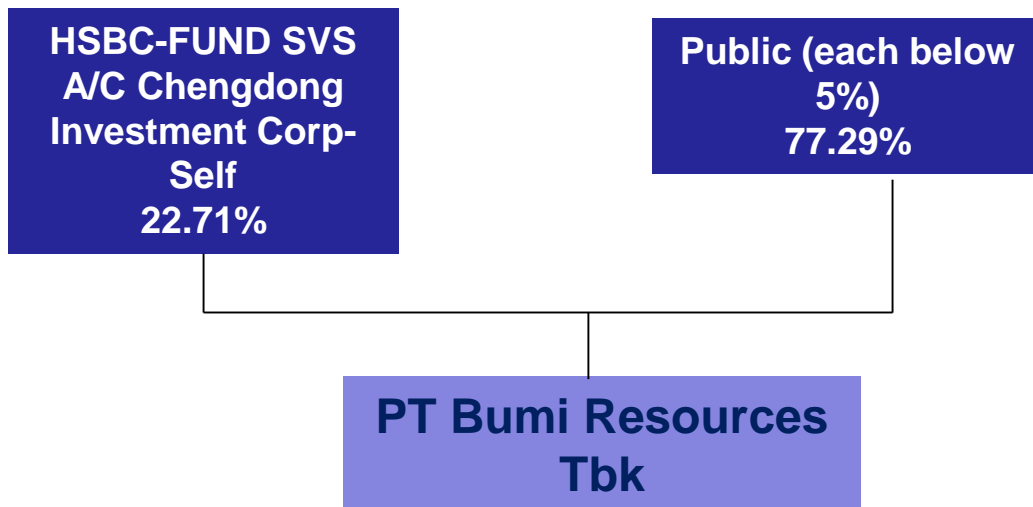 HSBC-FUND SVS
A/C Chengdong
Investment Corp-
Self
22.71%
Public (each below
5%)
77.29%
PT Bumi Resources
Tbk